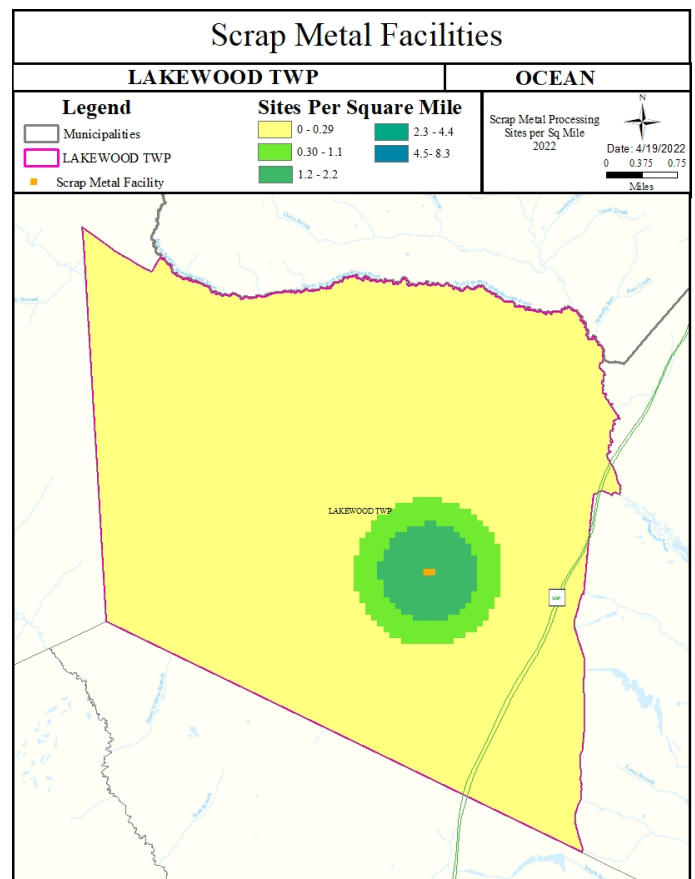 Scrap Metal Facilities
LAKEWOOD TWP
OCEAN
Legend
Municipalities
LAKEWOOD TWP
Scrap Metal Facility
Sites Per Square Mile
0 - 0.29
0.30 - 1.1
1.2 - 2.2
2.3 - 4.4
4.5- 8.3
Scrap Metal Processing
Sites per Sq Mile
2022
N
Date: 4/19/2022
0 0.375 0.75
Miles
LAKEWOOD TWP
GSP